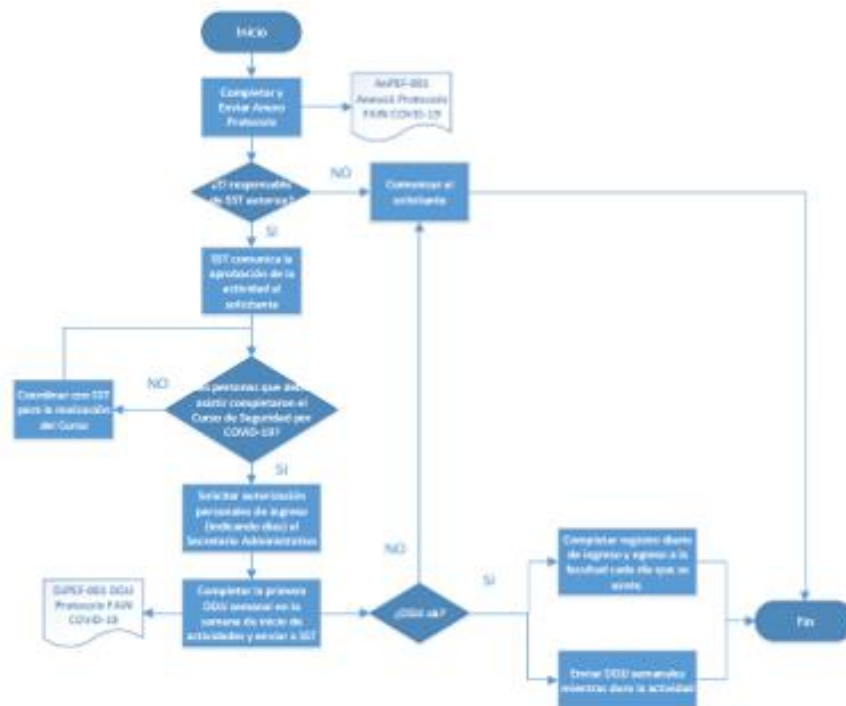 Inicio
Completar y
Enviar Anexo
Protocolo
AnPEF-001
Protocolo
FAIN COVID-19
¿El responsable
de SST autoriza?
NO
Comunicar al
solicitante
SI
SST comunica la
aprobación de la
actividad al
solicitante
NO
Coordinar con SST
para la realización
del Curso
personas que
asistir completaron el
Curso de Seguridad por
COVID-19?
SI
Solicitar autorización
personales de ingreso
(indicando días) al
Secretario Administrativo
NO
Completar registro diario
de ingreso y egreso a la
facultad cada día que se
asista
DJPEF-001 DDJJ
Protocolo FAIN
COVID-19
Completar la primera
DDJJ semanal en la
semana de inicio de
actividades y enviar a SST
¿DDJJ ok?
SI
Fin
Enviar DDJJ semanales
mientras dure la actividad